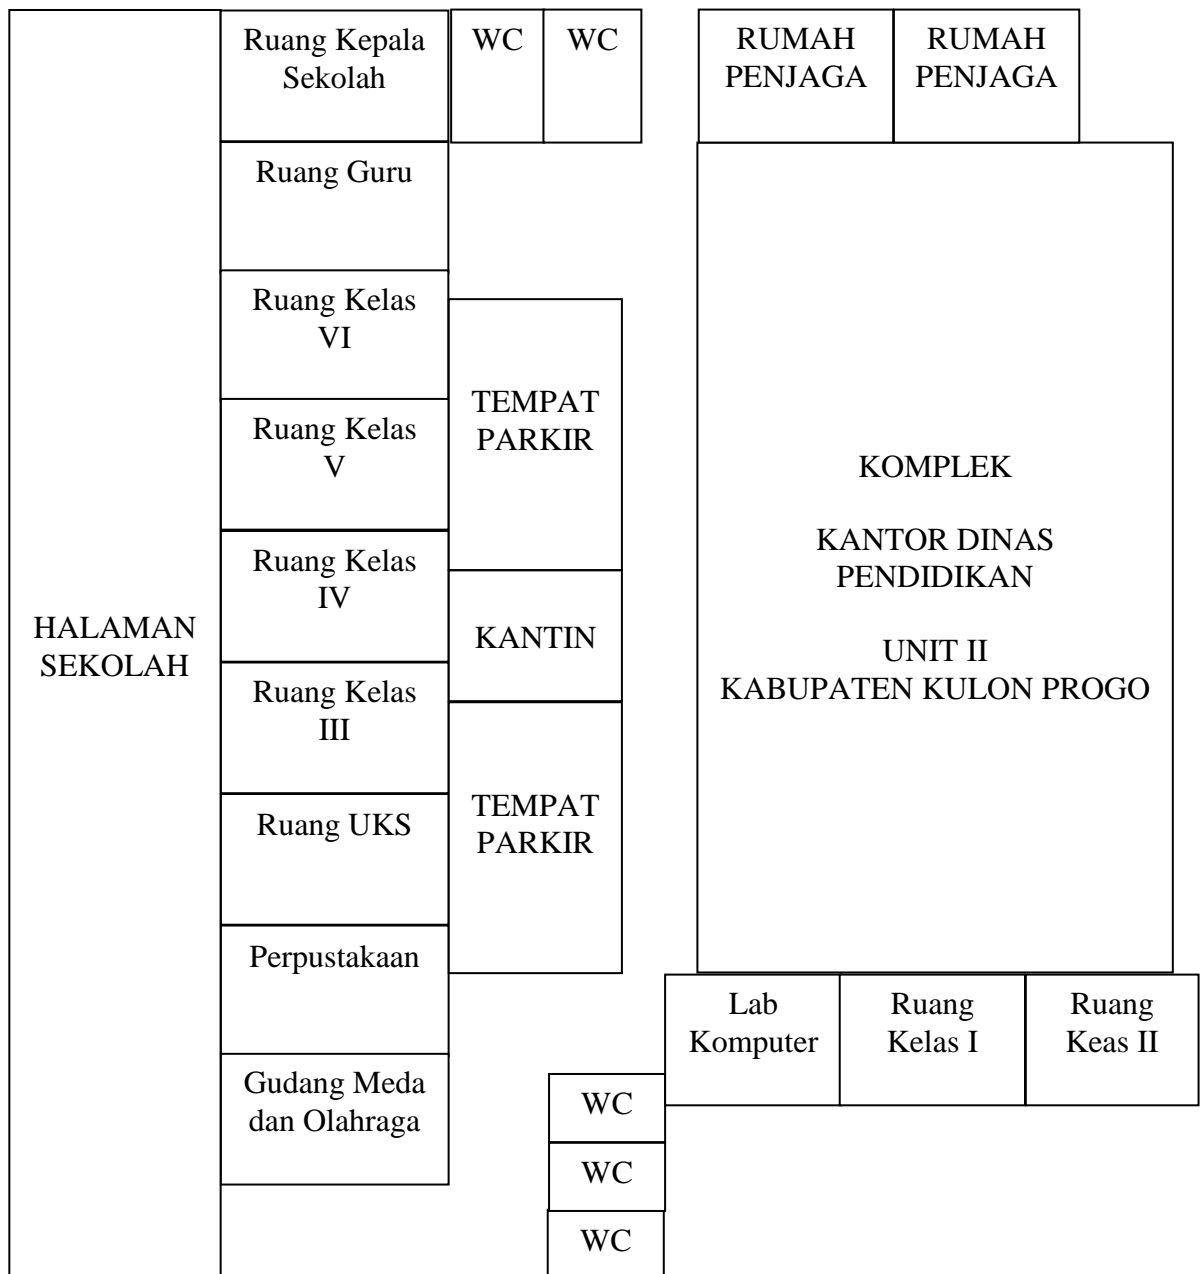 Ruang Kepala
Sekolah
WC
WC
RUMAH
PENJAGA
RUMAH
PENJAGA
Ruang Guru
Ruang Kelas
VI
TEMPAT
PARKIR
Ruang Kelas
V
KOMPLEK
KANTOR DINAS
PENDIDIKAN
UNIT II
KABUPATEN KULON PROGO
Ruang Kelas
IV
HALAMAN
SEKOLAH
KANTIN
Ruang Kelas
III
TEMPAT
PARKIR
Ruang UKS
Perpustakaan
Lab
Komputer
Ruang
Kelas I
Ruang
Keas II
Gudang Meda
dan Olahraga
WC
WC
WC